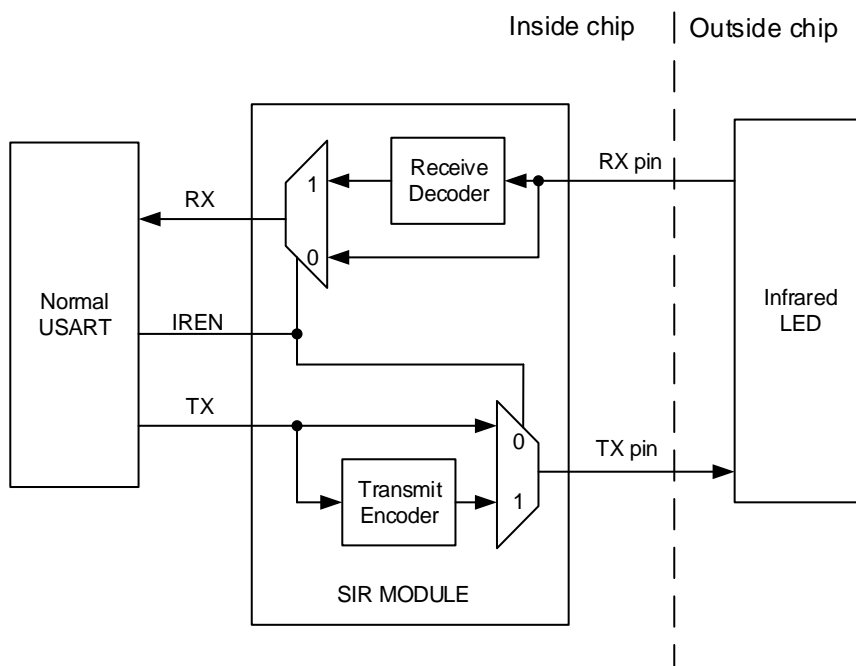 Inside chip
Outside chip
Receive
Decoder
1
0
RX pin
RX
Normal
USART
IREN
Infrared
LED
TX
0
1
TX pin
Transmit
Encoder
SIR MODULE